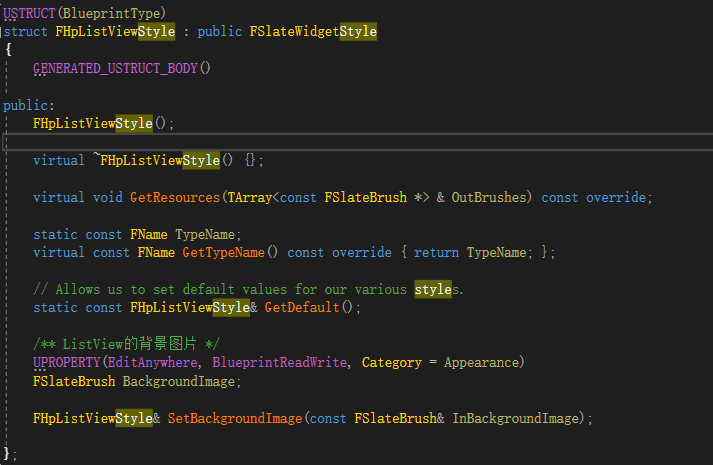 USTRUCT(BlueprintType)
struct FHpListViewStyle : public FSlateWidgetStyle
{
GENERATED_USTRUCT_BODY()
public:
FHpListViewStyle();
virtual ~FHpListViewStyle() {};
virtual void GetResources(TArray<const FSlateBrush *> & OutBrushes) const override;
static const FName TypeName;
virtual const FName GetTypeName() const override { return TypeName; };
// Allows us to set default values for our various styles.
static const FHpListViewStyle& GetDefault();
/** ListView的背景图片 */
UPROPERTY(EditAnywhere, BlueprintReadWrite, Category = Appearance)
FSlateBrush BackgroundImage;
FHpListViewStyle& SetBackgroundImage(const FSlateBrush& InBackgroundImage);
};